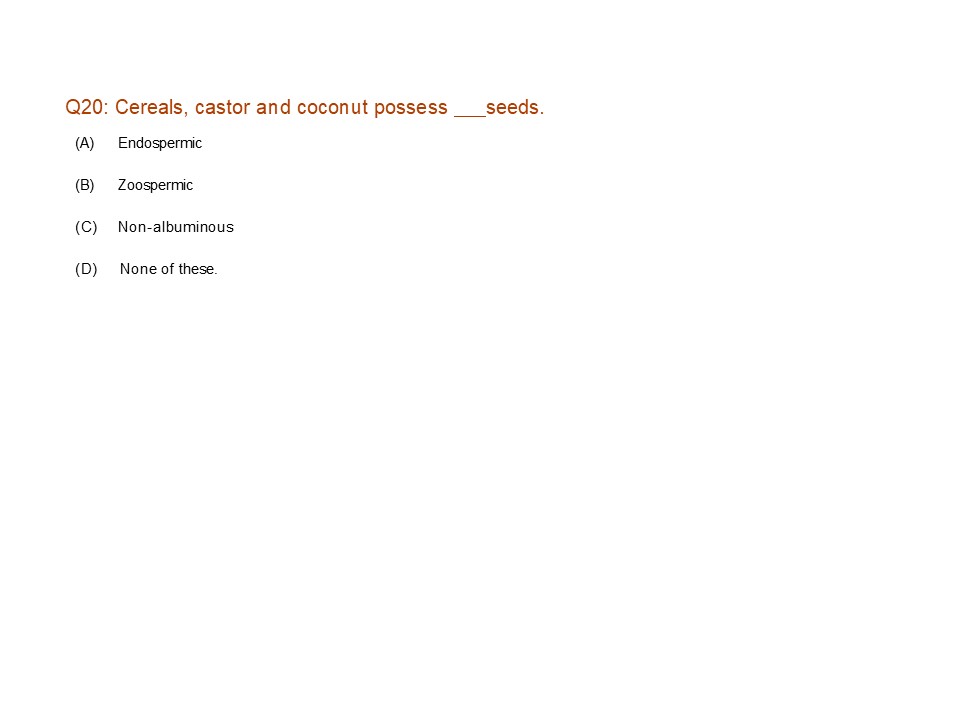 Q20: Cereals, castor and coconut possess ___seeds.
(A) Endospermic
(B) Zoospermic
(C) Non-albuminous
(D) None of these.